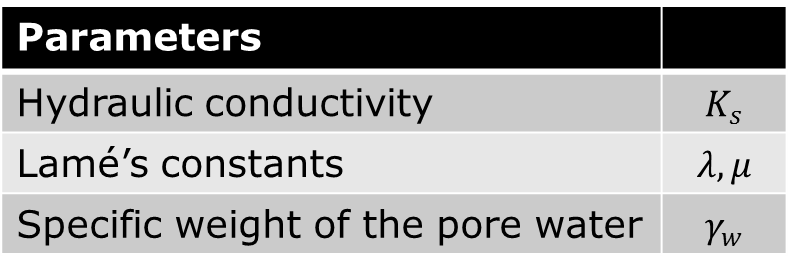 Parameters
Hydraulic conductivity K_s
Lamé’s constants λ, μ
Specific weight of the pore water γ_w